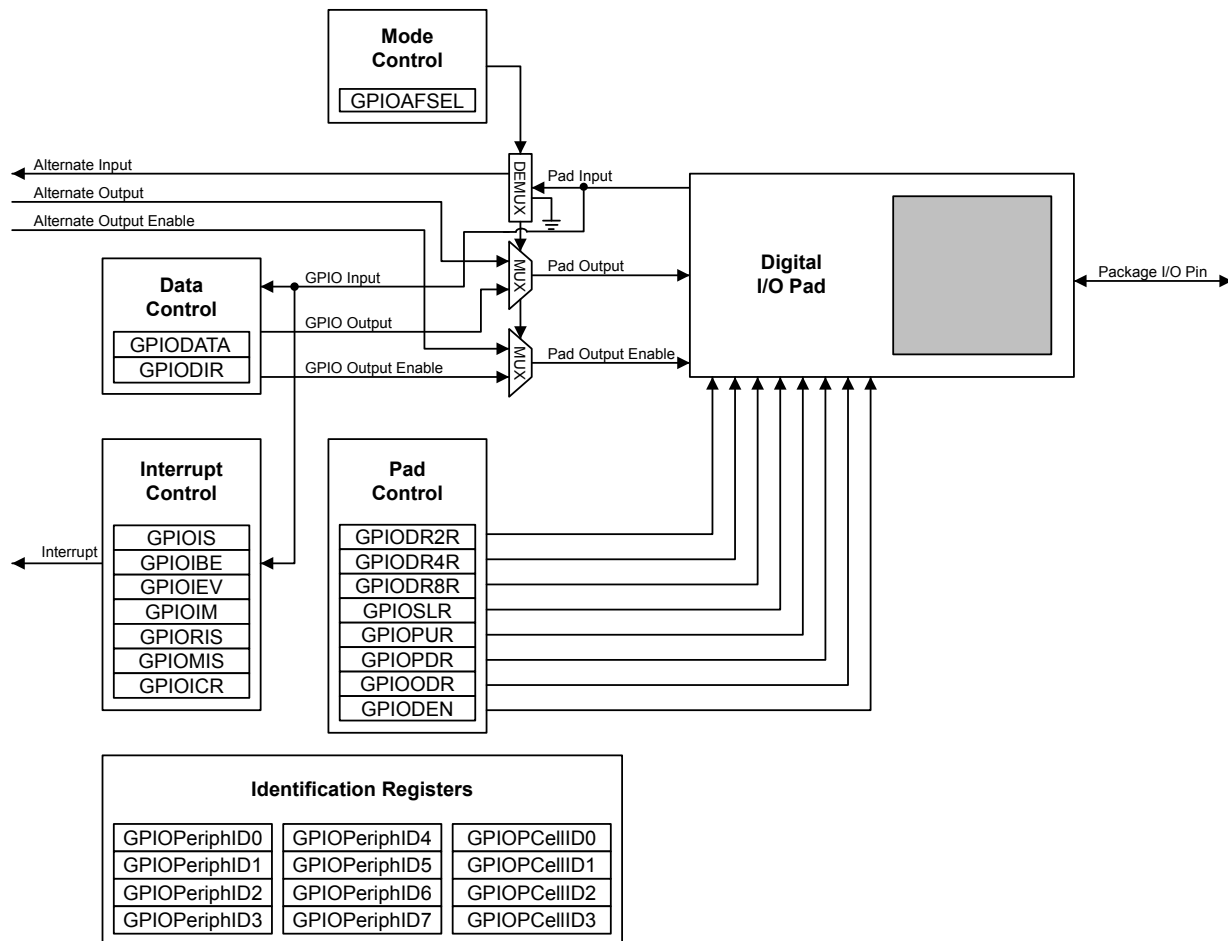 Mode
Control
GPIOAFSEL
Alternate Input
Alternate Output
Alternate Output Enable
DEMUX
Pad Input
MUX
Pad Output
MUX
Pad Output Enable
Digital
I/O Pad
Package I/O Pin
Data
Control
GPIODATA
GPIODIR
GPIO Input
GPIO Output
GPIO Output Enable
Interrupt
Control
GPIOIS
GPIOIBE
GPIOIEV
GPIOIM
GPIORIS
GPIOMIS
GPIOICR
Interrupt
Pad
Control
GPIODR2R
GPIODR4R
GPIODR8R
GPIOSLR
GPIOPUR
GPIOPDR
GPIOODR
GPIODEN
Identification Registers
GPIOPeriphID0
GPIOPeriphID1
GPIOPeriphID2
GPIOPeriphID3
GPIOPeriphID4
GPIOPeriphID5
GPIOPeriphID6
GPIOPeriphID7
GPIOPCellID0
GPIOPCellID1
GPIOPCellID2
GPIOPCellID3